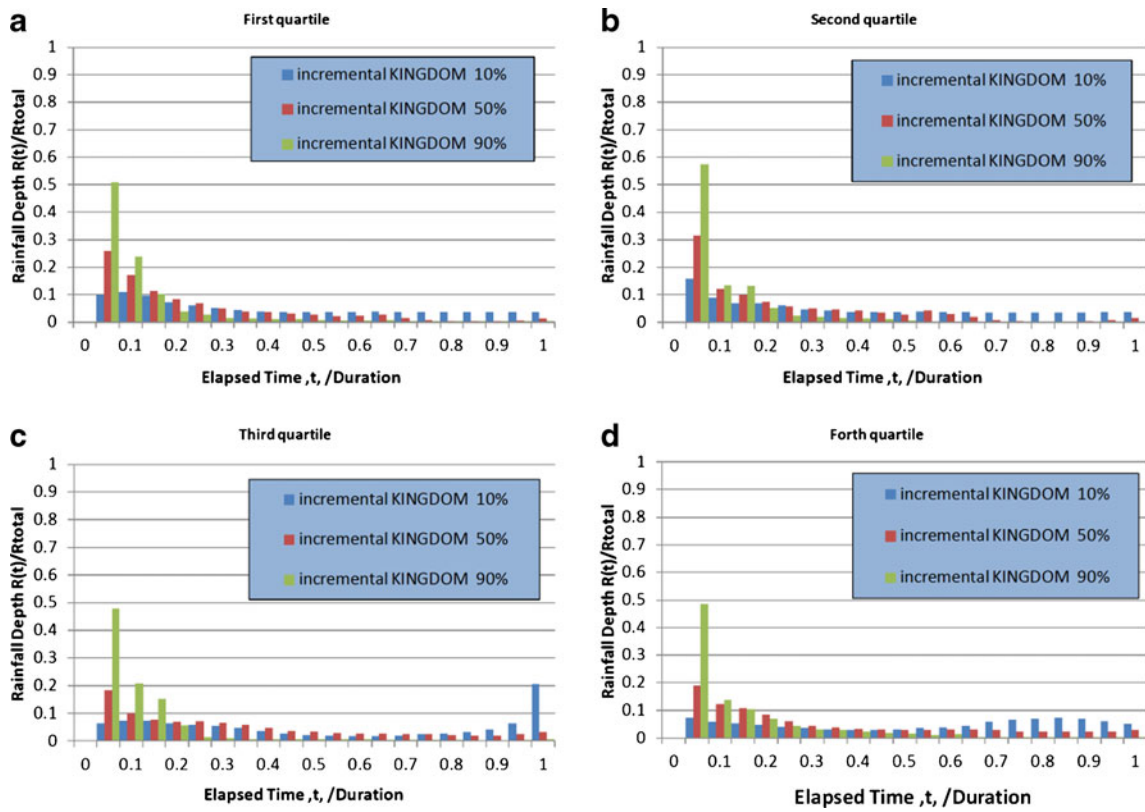 a
First quartile
1
0.9
0.8
0.7
0.6
0.5
0.4
0.3
0.2
0.1
0
Rainfall Depth R(t)/Rtotal
incremental KINGDOM 10%
incremental KINGDOM 50%
incremental KINGDOM 90%
0 0.1 0.2 0.3 0.4 0.5 0.6 0.7 0.8 0.9 1
Elapsed Time ,t, /Duration
b
Second quartile
1
0.9
0.8
0.7
0.6
0.5
0.4
0.3
0.2
0.1
0
Rainfall Depth R(t)/Rtotal
incremental KINGDOM 10%
incremental KINGDOM 50%
incremental KINGDOM 90%
0 0.1 0.2 0.3 0.4 0.5 0.6 0.7 0.8 0.9 1
Elapsed Time ,t, /Duration
c
Third quartile
1
0.9
0.8
0.7
0.6
0.5
0.4
0.3
0.2
0.1
0
Rainfall Depth R(t)/Rtotal
incremental KINGDOM 10%
incremental KINGDOM 50%
incremental KINGDOM 90%
0 0.1 0.2 0.3 0.4 0.5 0.6 0.7 0.8 0.9 1
Elapsed Time ,t, /Duration
d
Forth quartile
1
0.9
0.8
0.7
0.6
0.5
0.4
0.3
0.2
0.1
0
Rainfall Depth R(t)/Rtotal
incremental KINGDOM 10%
incremental KINGDOM 50%
incremental KINGDOM 90%
0 0.1 0.2 0.3 0.4 0.5 0.6 0.7 0.8 0.9 1
Elapsed Time ,t, /Duration